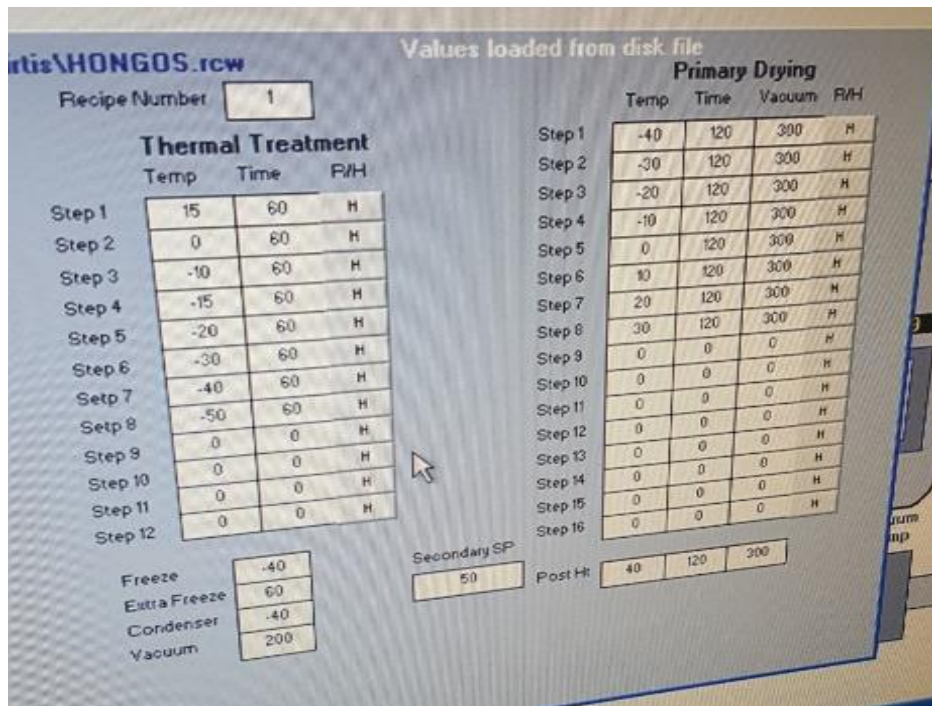 rtis\HONGOS.rcw
Values loaded from disk file
Recipe Number 1
Thermal Treatment
Temp Time R/H
Step 1 15 60 H
Step 2 0 60 H
Step 3 -10 60 H
Step 4 -15 60 H
Step 5 -20 60 H
Step 6 -30 60 H
Setp 7 -40 60 H
Setp 8 -50 60 H
Step 9 0 0 H
Step 10 0 0 H
Step 11 0 0 H
Step 12 0 0 H
Freeze -40
Extra Freeze 60
Condenser -40
Vacuum 200
Primary Drying
Temp Time Vacuum R/H
Step 1 -40 120 300 H
Step 2 -30 120 300 H
Step 3 -20 120 300 H
Step 4 -10 120 300 H
Step 5 0 120 300 H
Step 6 10 120 300 H
Step 7 20 120 300 H
Step 8 30 120 300 H
Step 9 0 0 0 H
Step 10 0 0 0 H
Step 11 0 0 0 H
Step 12 0 0 0 H
Step 13 0 0 0 H
Step 14 0 0 0 H
Step 15 0 0 0 H
Step 16 0 0 0 H
Secondary SP
50
Post Ht 40 120 300